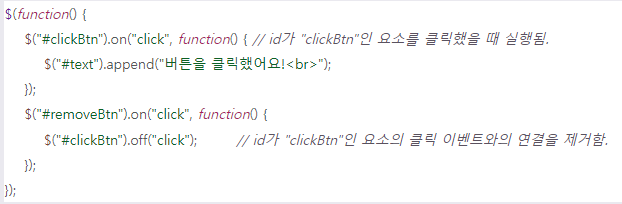 $(function() {
$("#clickBtn").on("click", function() { // id가 "clickBtn"인 요소를 클릭했을 때 실행됨.
$("#text").append("버튼을 클릭했어요!<br>");
});
$("#removeBtn").on("click", function() {
$("#clickBtn").off("click"); // id가 "clickBtn"인 요소의 클릭 이벤트와의 연결을 제거함.
});
});